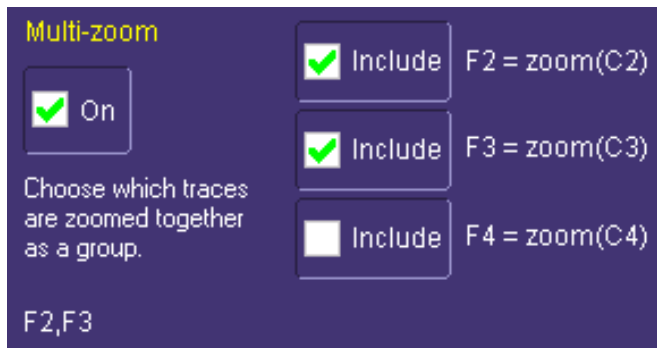 Multi-zoom
On
Choose which traces
are zoomed together
as a group.
F2,F3
Include F2 = zoom(C2)
Include F3 = zoom(C3)
Include F4 = zoom(C4)